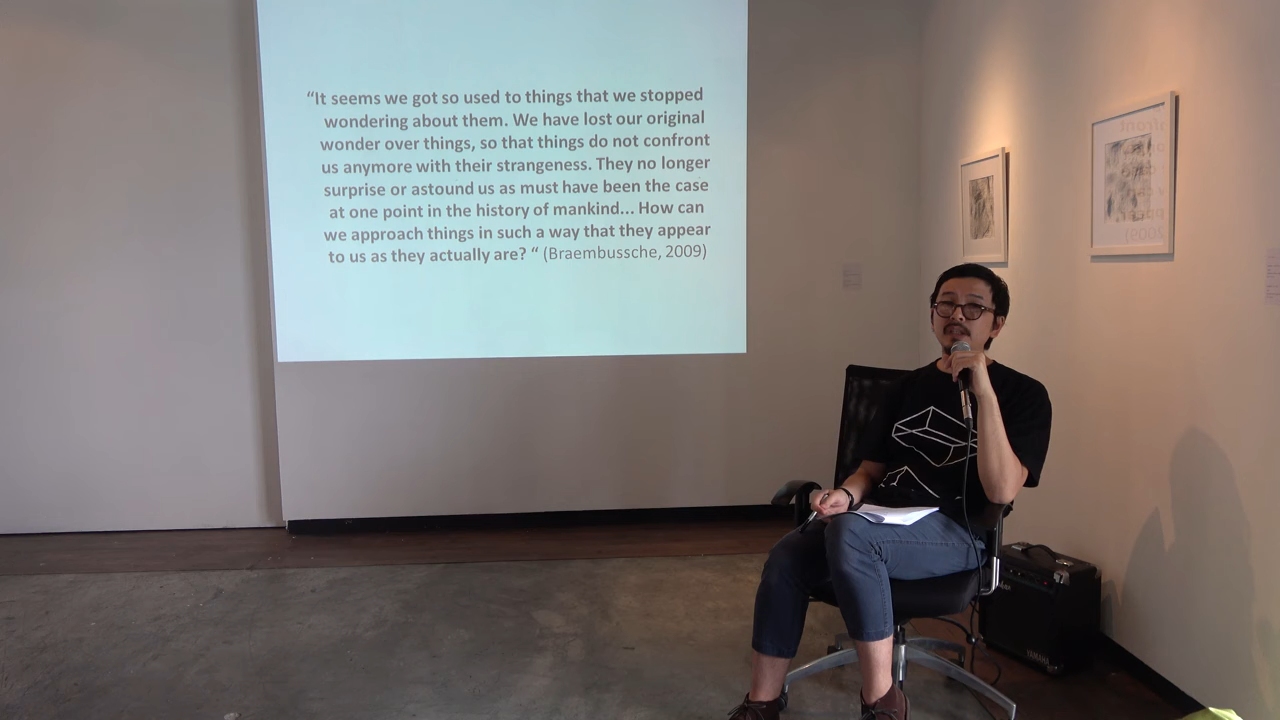 “It seems we got so used to things that we stopped
wondering about them. We have lost our original
wonder over things, so that things do not confront
us anymore with their strangeness. They no longer
surprise or astound us as must have been the case
at one point in the history of mankind... How can
we approach things in such a way that they appear
to us as they actually are? “ (Braembussche, 2009)
YAMAHA